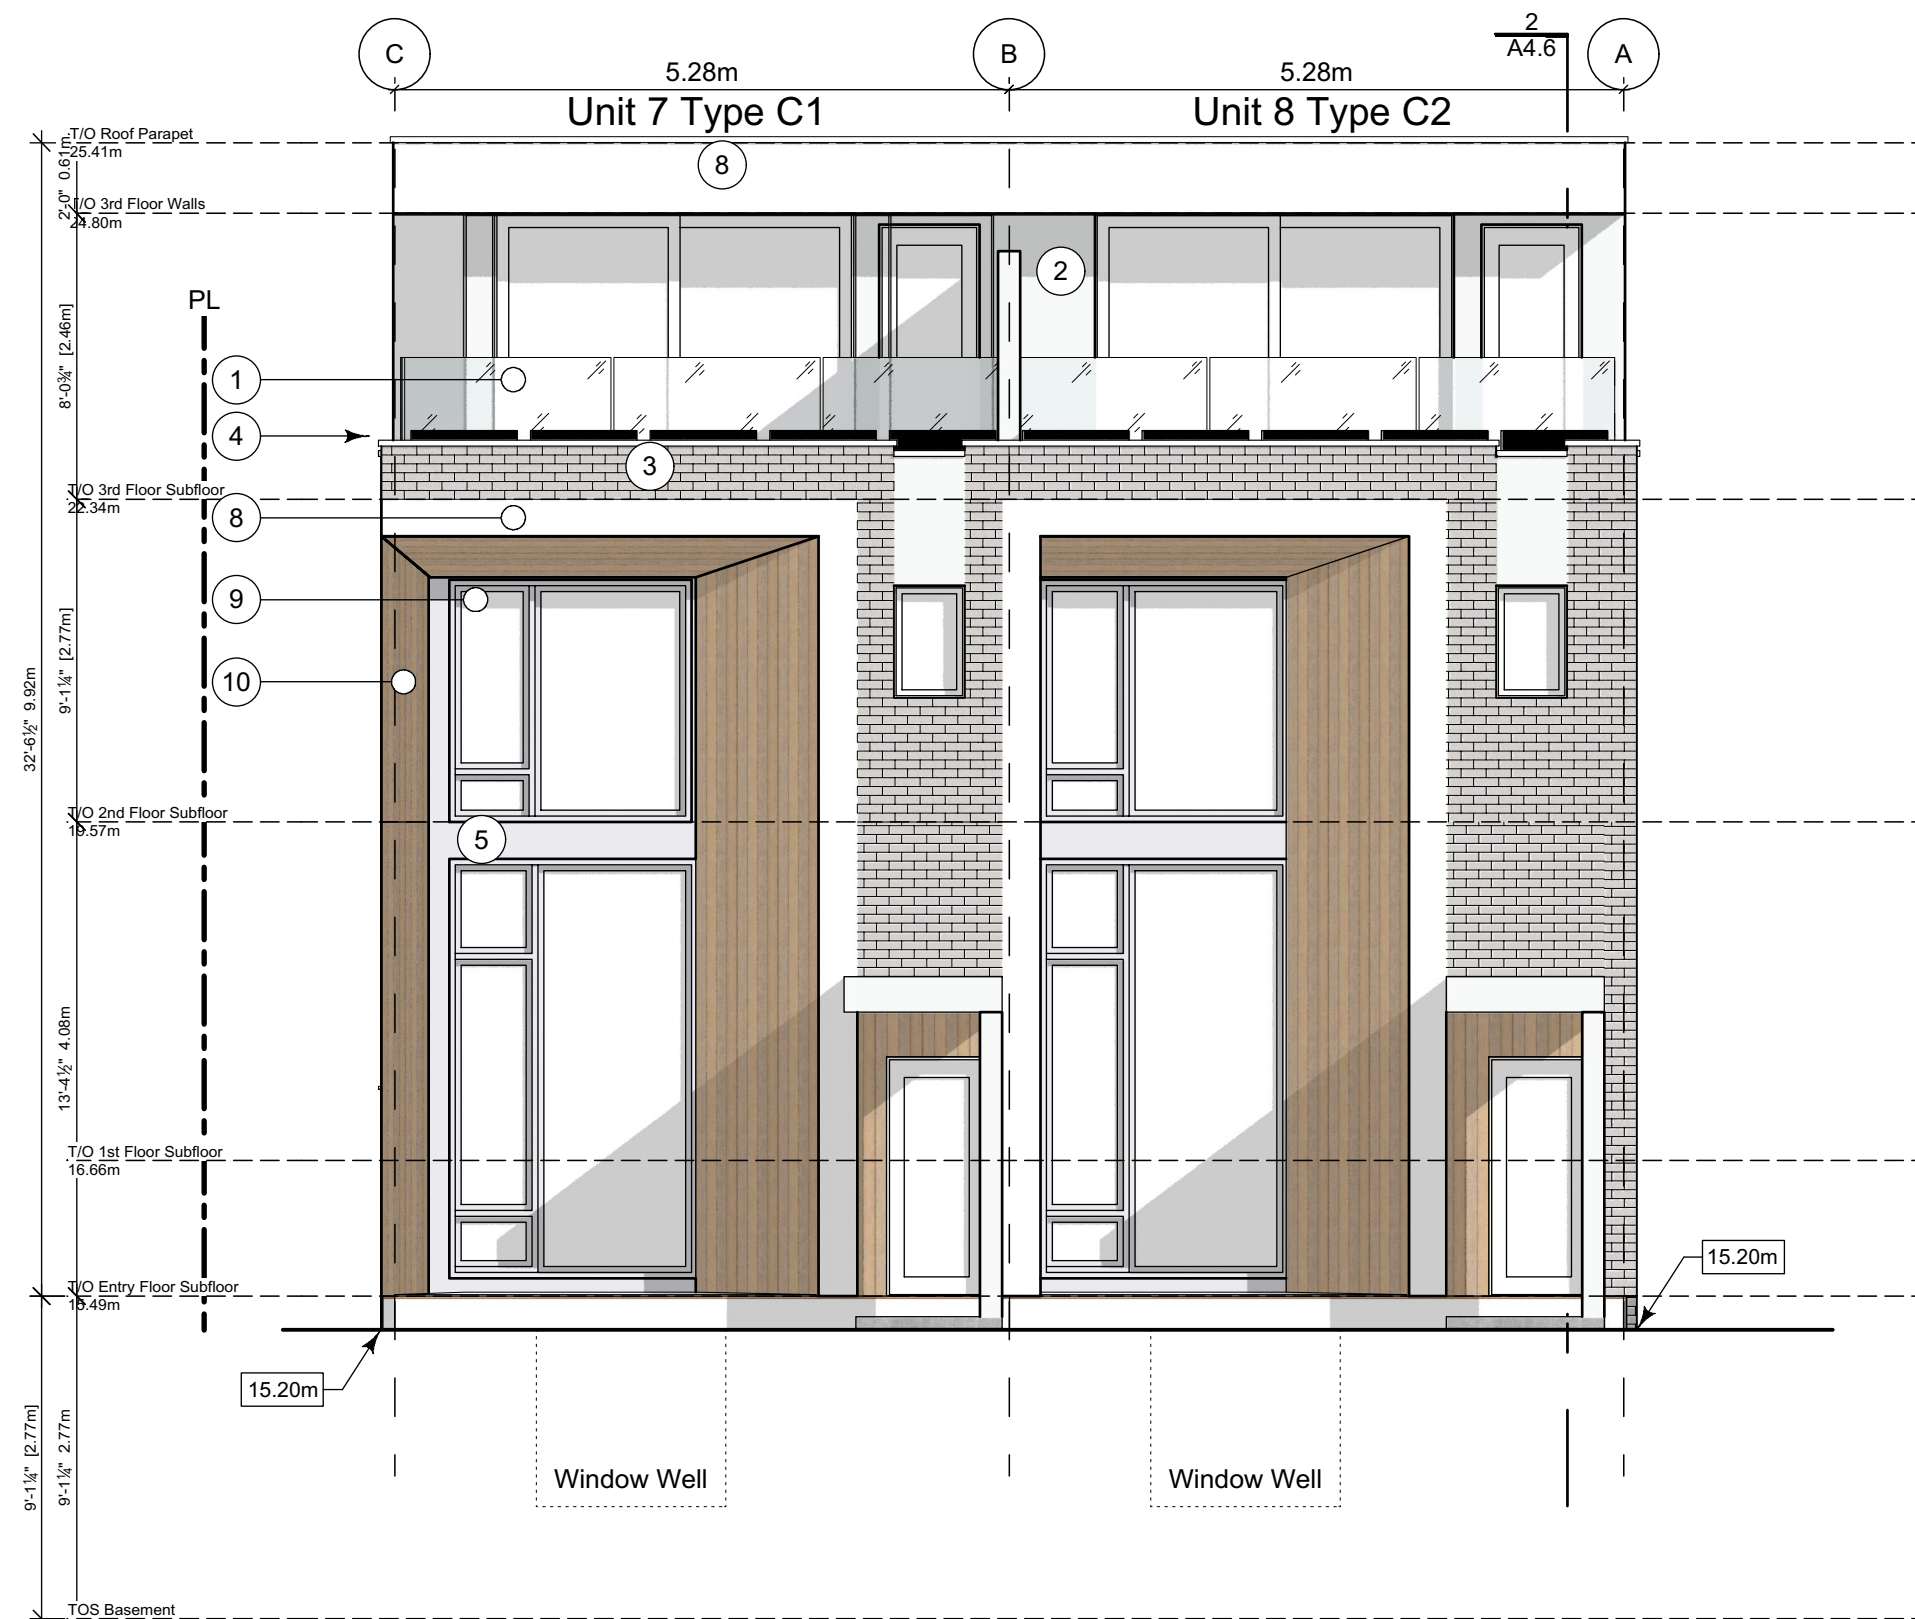 2
A4.6
C
B
A
5.28m
5.28m
Unit 7 Type C1
Unit 8 Type C2
T/O Roof Parapet
25.41m
8
2'-0" 0.61m
T/O 3rd Floor Walls
24.80m
2
PL
8'-0¾" [2.46m]
1
4
3
T/O 3rd Floor Subfloor
22.34m
8
9
9'-1¼" [2.77m]
10
32'-6½" 9.92m
T/O 2nd Floor Subfloor
19.57m
5
13'-4½" 4.08m
T/O 1st Floor Subfloor
16.66m
15.20m
T/O Entry Floor Subfloor
15.49m
15.20m
9'-1¼" [2.77m]
9'-1¼" 2.77m
Window Well
Window Well
TOS Basement